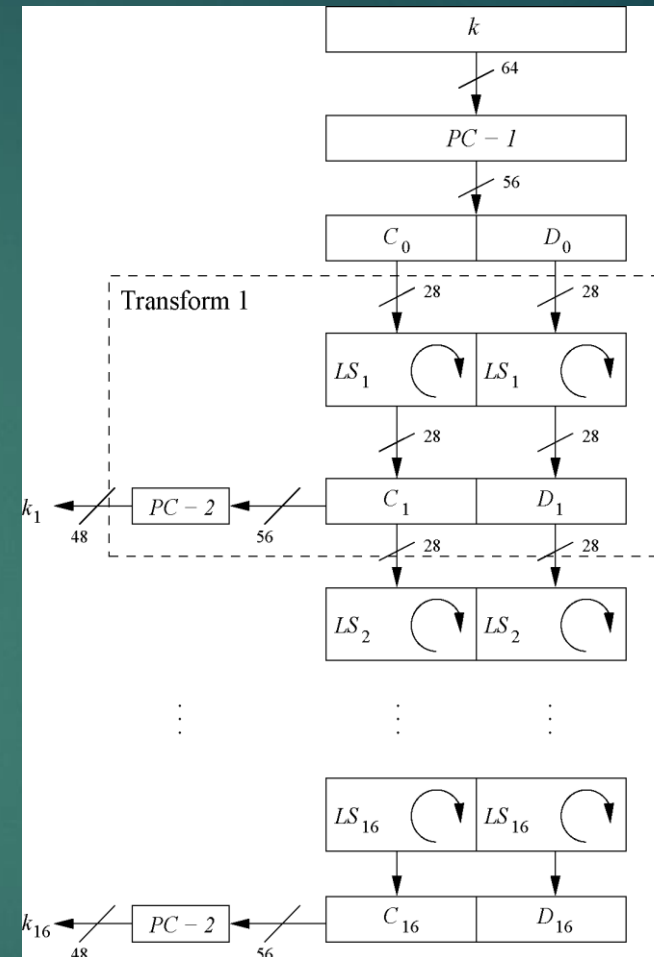 k
64
PC − 1
56
C0 D0
Transform 1
28 28
LS1 LS1
28 28
k1 48 PC − 2 56 C1 D1
28 28
LS2 LS2
LS16 LS16
k16 48 PC − 2 56 C16 D16